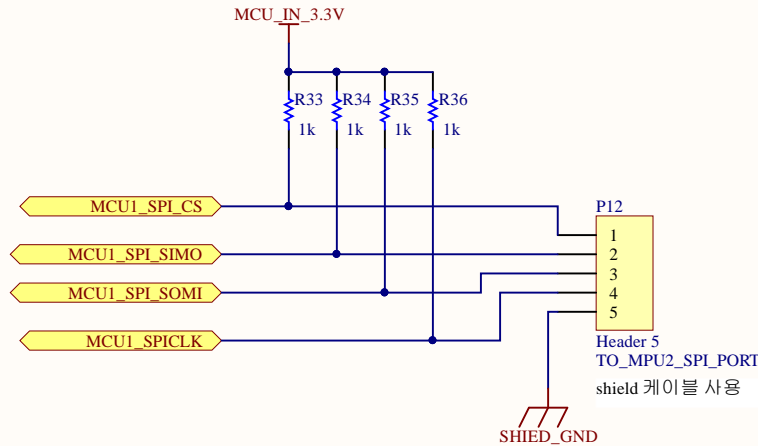 MCU_IN_3.3V
R33 R34 R35 R36
1k 1k 1k 1k
MCU1_SPI_CS
P12
1
MCU1_SPI_SIMO
2
MCU1_SPI_SOMI
3
4
5
MCU1_SPICLK
Header 5
TO_MPU2_SPI_PORT
shield 케이블 사용
SHIED_GND